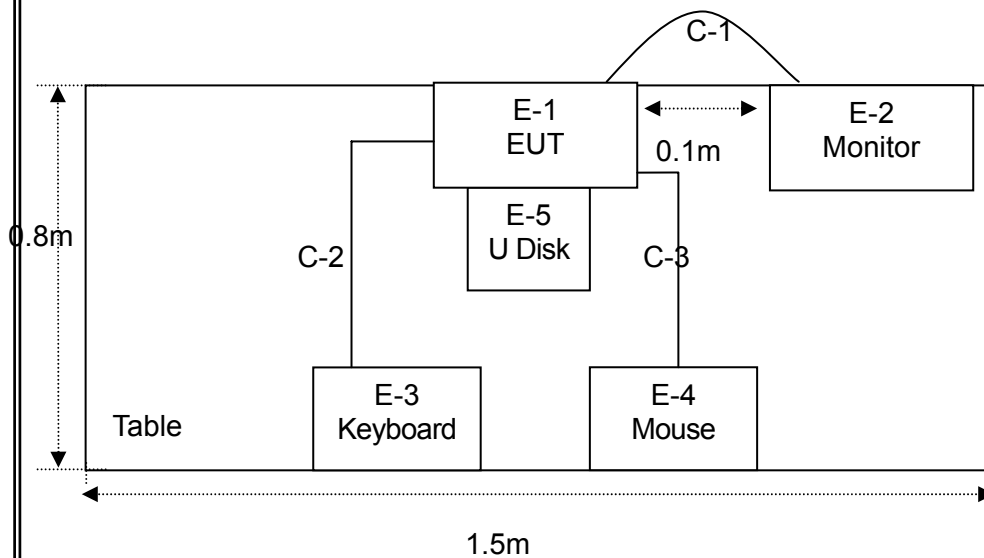 C-1
E-1
EUT
E-2
Monitor
0.1m
E-5
U Disk
0.8m
C-2
C-3
E-3
Keyboard
E-4
Mouse
Table
1.5m